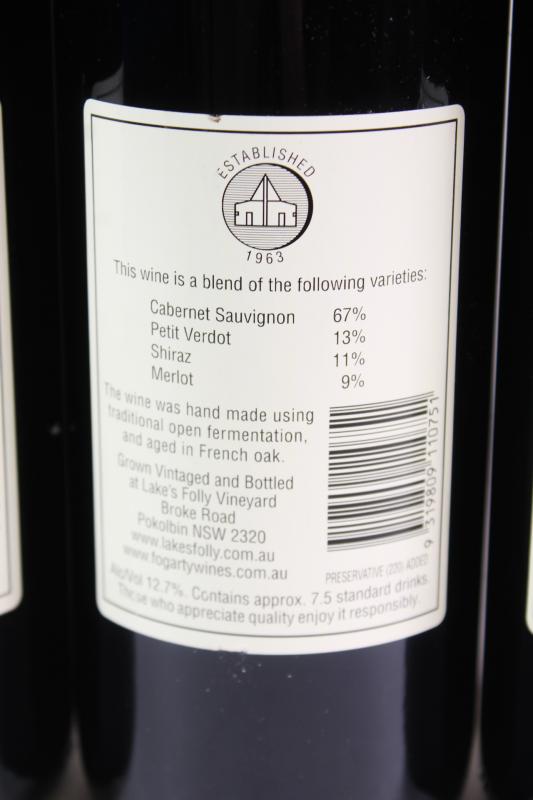 ESTABLISHED
1963
This wine is a blend of the following varieties:
Cabernet Sauvignon 67%
Petit Verdot 13%
Shiraz 11%
Merlot 9%
The wine was hand made using
traditional open fermentation,
and aged in French oak.
Grown Vintaged and Bottled
at Lake's Folly Vineyard
Broke Road
Pokolbin NSW 2320
www.lakesfolly.com.au
www.fogartywines.com.au
9 319809 110751
PRESERVATIVE (220) ADDED
Alc/Vol 12.7%. Contains approx. 7.5 standard drinks.
Those who appreciate quality enjoy it responsibly.